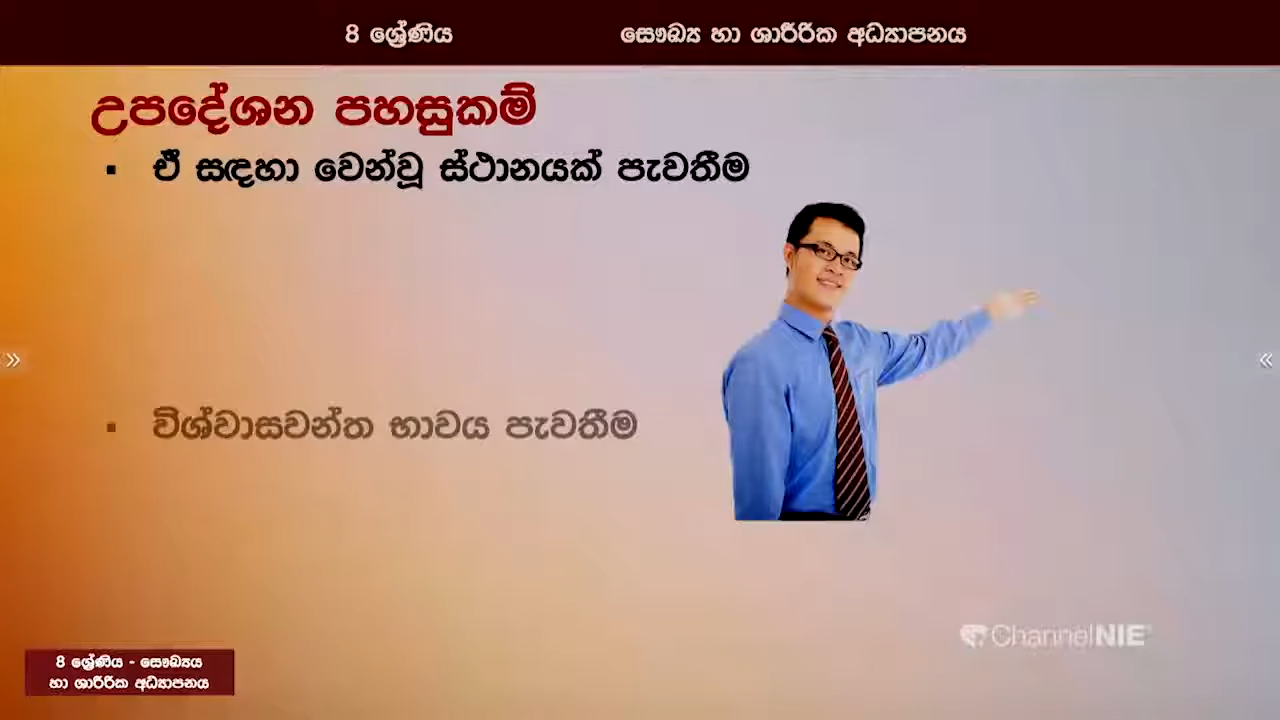 8 ශ්‍රේණිය සෞඛ්‍ය හා ශාරීරික අධ්‍යාපනය
උපදේශන පහසුකම්
▪ ඒ සඳහා වෙන්වූ ස්ථානයක් පැවතීම
▪ විශ්වාසවන්ත භාවය පැවතීම
ChannelNIE
8 ශ්‍රේණිය - සෞඛ්‍යය
හා ශාරීරික අධ්‍යාපනය